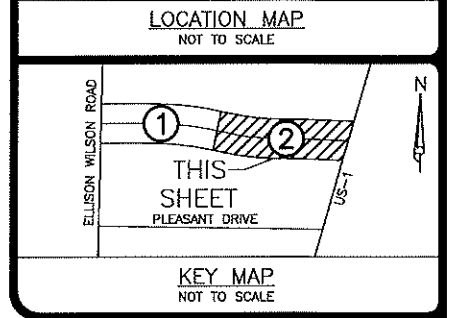 LOCATION MAP
NOT TO SCALE
N
ELLISON WILSON ROAD
1
2
THIS
SHEET
US-1
PLEASANT DRIVE
KEY MAP
NOT TO SCALE